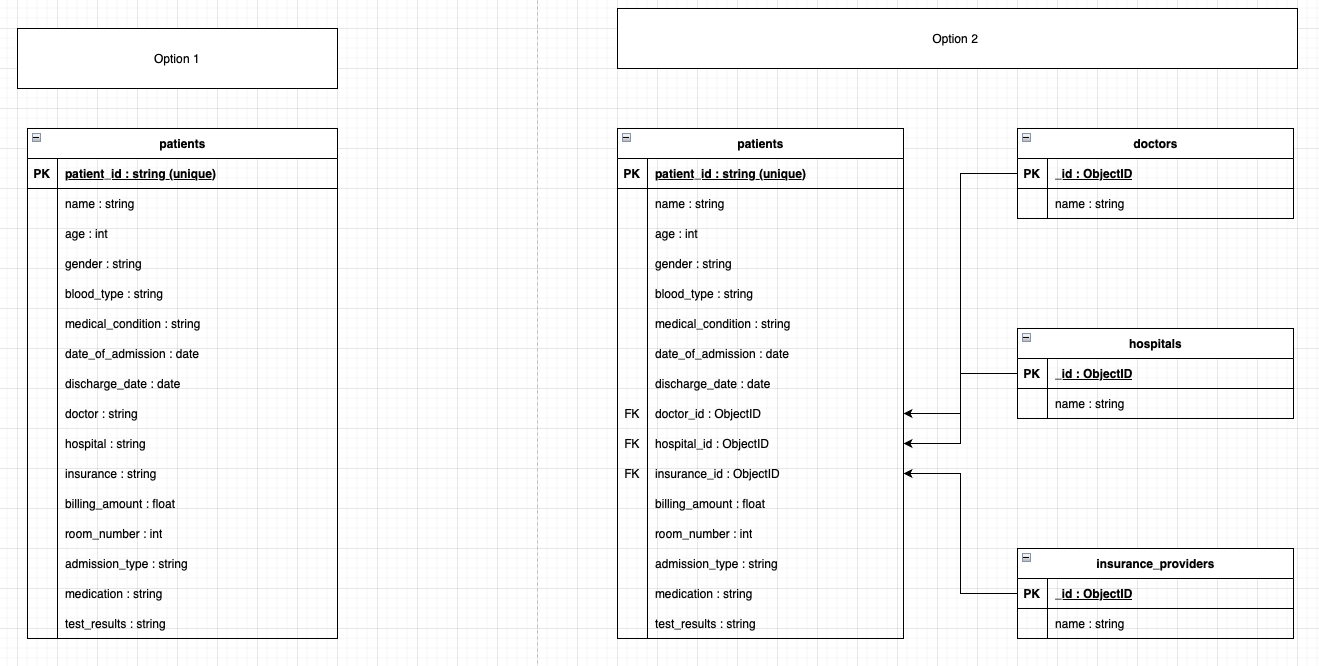 Option 1
patients
PK patient_id : string (unique)
name : string
age : int
gender : string
blood_type : string
medical_condition : string
date_of_admission : date
discharge_date : date
doctor : string
hospital : string
insurance : string
billing_amount : float
room_number : int
admission_type : string
medication : string
test_results : string
Option 2
patients
PK patient_id : string (unique)
name : string
age : int
gender : string
blood_type : string
medical_condition : string
date_of_admission : date
discharge_date : date
FK doctor_id : ObjectID
FK hospital_id : ObjectID
FK insurance_id : ObjectID
billing_amount : float
room_number : int
admission_type : string
medication : string
test_results : string
doctors
PK _id : ObjectID
name : string
hospitals
PK _id : ObjectID
name : string
insurance_providers
PK _id : ObjectID
name : string